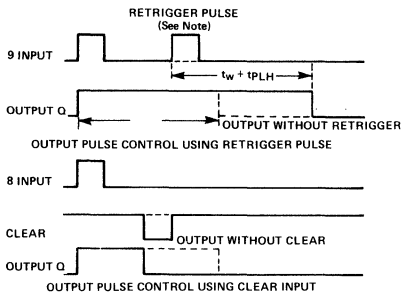 RETRIGGER PULSE
(See Note)
9 INPUT
tw + tPLH
OUTPUT Q
OUTPUT WITHOUT RETRIGGER
OUTPUT PULSE CONTROL USING RETRIGGER PULSE
8 INPUT
CLEAR
OUTPUT WITHOUT CLEAR
OUTPUT Q
OUTPUT PULSE CONTROL USING CLEAR INPUT